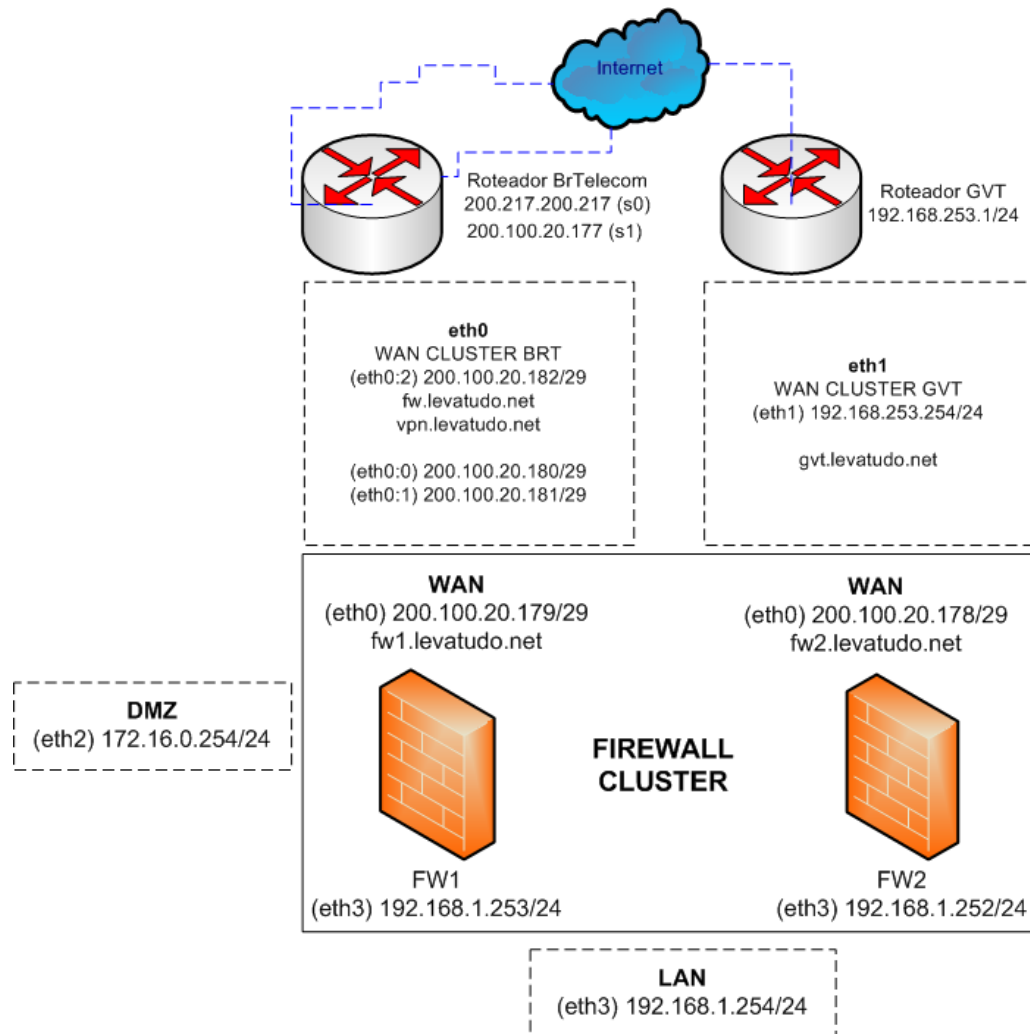 Internet
Roteador BrTelecom
200.217.200.217 (s0)
200.100.20.177 (s1)
Roteador GVT
192.168.253.1/24
eth0
WAN CLUSTER BRT
(eth0:2) 200.100.20.182/29
fw.levatudo.net
vpn.levatudo.net
(eth0:0) 200.100.20.180/29
(eth0:1) 200.100.20.181/29
eth1
WAN CLUSTER GVT
(eth1) 192.168.253.254/24
gvt.levatudo.net
WAN
(eth0) 200.100.20.179/29
fw1.levatudo.net
WAN
(eth0) 200.100.20.178/29
fw2.levatudo.net
DMZ
(eth2) 172.16.0.254/24
FIREWALL
CLUSTER
FW1
(eth3) 192.168.1.253/24
FW2
(eth3) 192.168.1.252/24
LAN
(eth3) 192.168.1.254/24